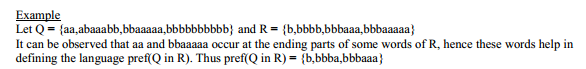 Example
Let Q = {aa,abaaabb,bbaaaaa,bbbbbbbbbb} and R = {b,bbbb,bbbaaa,bbbaaaaa}
It can be observed that aa and bbaaaaa occur at the ending parts of some words of R, hence these words help in
defining the language pref(Q in R). Thus pref(Q in R) = {b,bbba,bbbaaa}